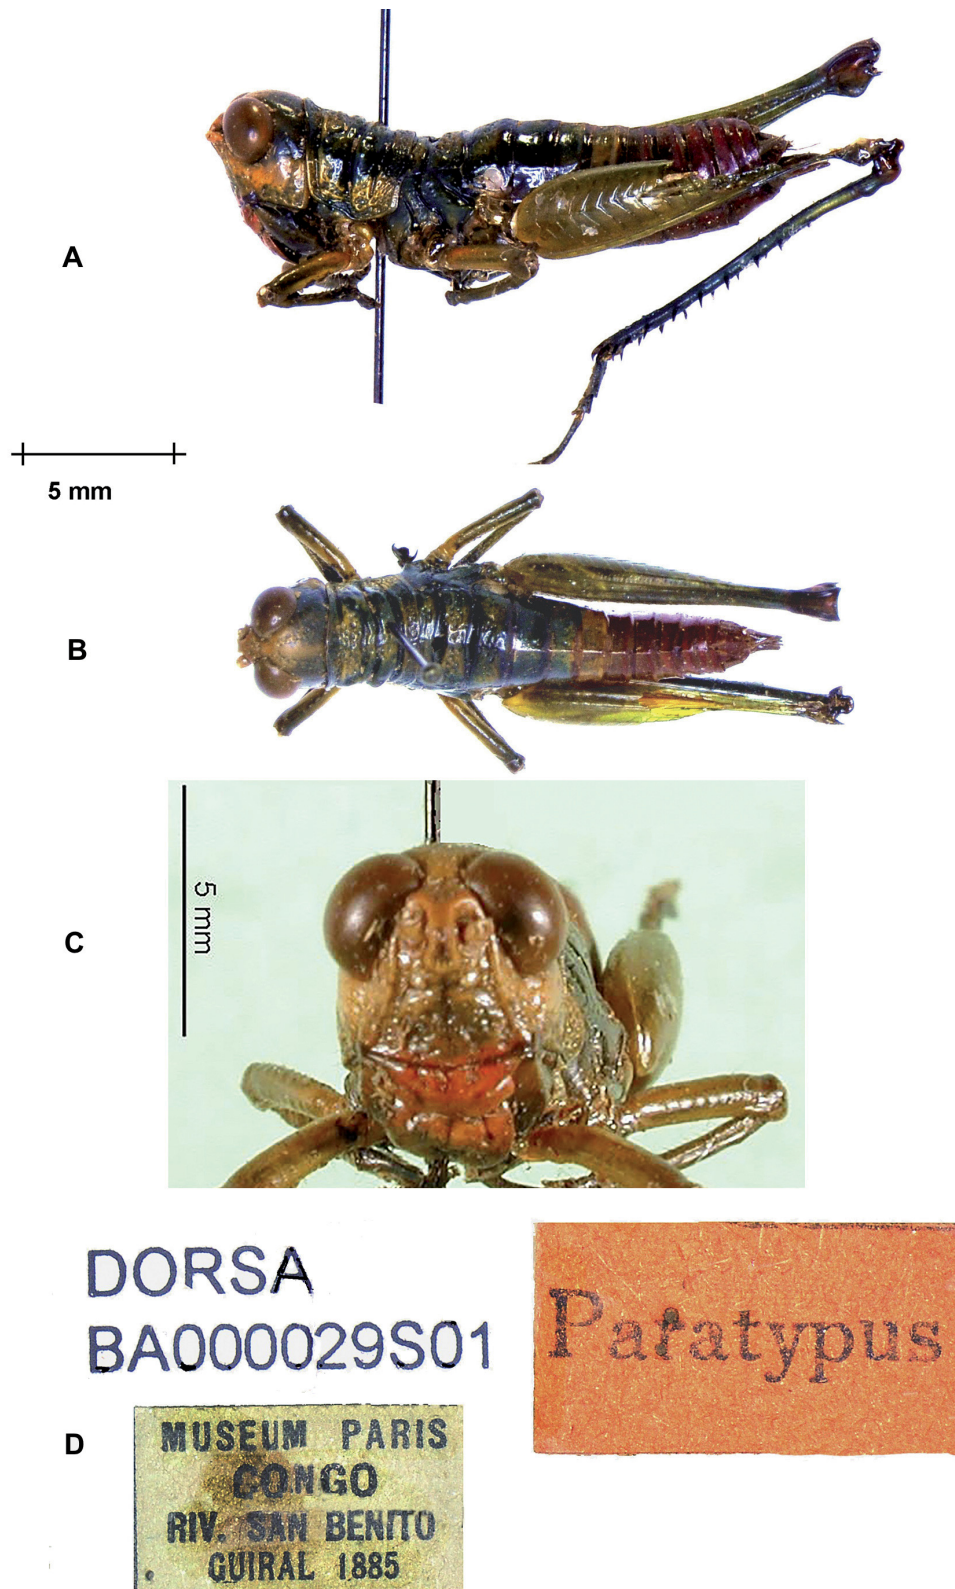 A
5 mm
B
C
5 mm
DORSA
BA000029S01
Paratypus
D
MUSEUM PARIS
CONGO
RIV. SAN BENITO
GUIRAL 1885